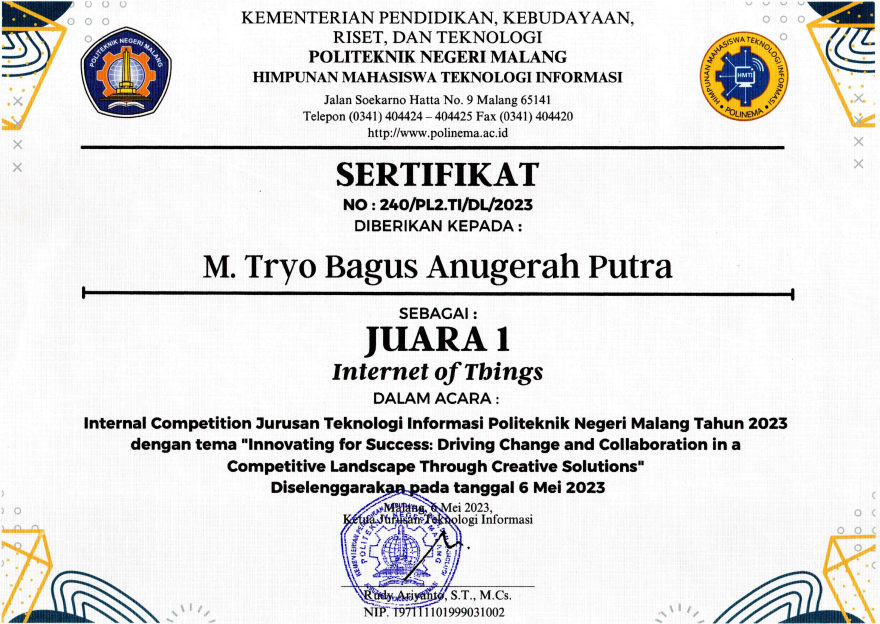 KEMENTERIAN PENDIDIKAN, KEBUDAYAAN,
RISET, DAN TEKNOLOGI
POLITEKNIK NEGERI MALANG
HIMPUNAN MAHASISWA TEKNOLOGI INFORMASI
Jalan Soekarno Hatta No. 9 Malang 65141
Telepon (0341) 404424 – 404425 Fax (0341) 404420
http://www.polinema.ac.id
POLITEKNIK NEGERI MALANG
HIMPUNAN MAHASISWA TEKNOLOGI INFORMASI
HMTI
POLINEMA
SERTIFIKAT
NO : 240/PL2.TI/DL/2023
DIBERIKAN KEPADA :
M. Tryo Bagus Anugerah Putra
SEBAGAI :
JUARA 1
Internet of Things
DALAM ACARA :
Internal Competition Jurusan Teknologi Informasi Politeknik Negeri Malang Tahun 2023
dengan tema "Innovating for Success: Driving Change and Collaboration in a
Competitive Landscape Through Creative Solutions"
Diselenggarakan pada tanggal 6 Mei 2023
Malang, 6 Mei 2023,
Ketua Jurusan Teknologi Informasi
POLITEKNIK NEGERI MALANG
Rudy Ariyanto, S.T., M.Cs.
NIP. 197111101999031002